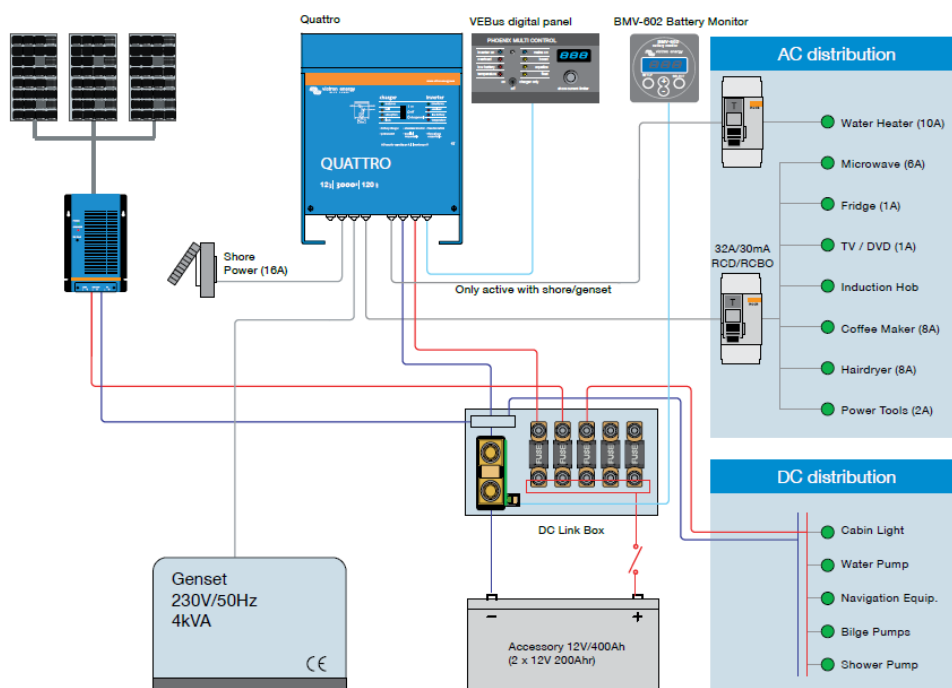 Quattro
VEBus digital panel
BMV-602 Battery Monitor
PHOENIX MULTI CONTROL
AC distribution
QUATTRO
Water Heater (10A)
Microwave (6A)
Fridge (1A)
TV / DVD (1A)
Induction Hob
Coffee Maker (8A)
Hairdryer (8A)
Power Tools (2A)
32A/30mA
RCD/RCBO
Shore
Power (16A)
Only active with shore/genset
FUSE
FUSE
FUSE
FUSE
FUSE
DC Link Box
DC distribution
Cabin Light
Water Pump
Navigation Equip.
Bilge Pumps
Shower Pump
Genset
230V/50Hz
4kVA
CE
− +
Accessory 12V/400Ah
(2 x 12V 200Ahr)